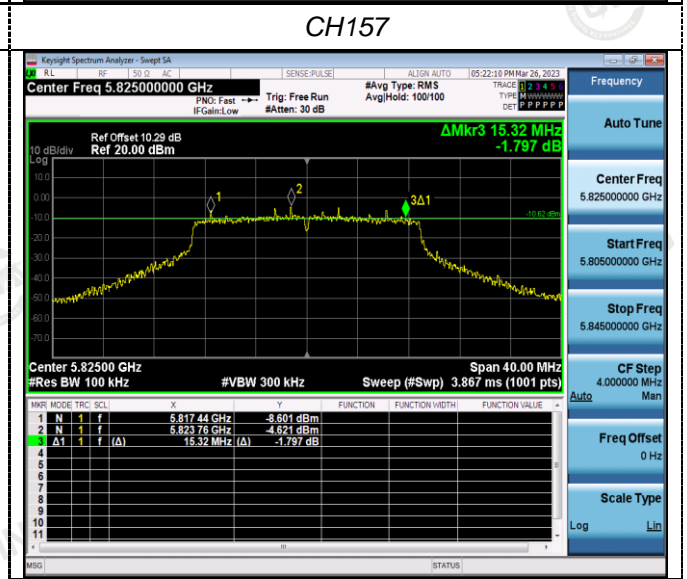 CH157
Keysight Spectrum Analyzer - Swept SA
RL RF 50 Ω AC SENSE:PULSE ALIGN AUTO 05:22:10 PM Mar 26, 2023
Center Freq 5.825000000 GHz
PNO: Fast
IFGain:Low
Trig: Free Run
#Atten: 30 dB
#Avg Type: RMS
Avg|Hold: 100/100
TRACE 1 2 3 4 5 6
TYPE M W W W W W
DET P P P P P P
Frequency
Auto Tune
Center Freq
5.825000000 GHz
Start Freq
5.805000000 GHz
Stop Freq
5.845000000 GHz
CF Step
4.000000 MHz
Auto Man
Freq Offset
0 Hz
Scale Type
Log Lin
ΔMkr3 15.32 MHz
-1.797 dB
Ref Offset 10.29 dB
10 dB/div Ref 20.00 dBm
Log
10.0
0.00
-10.0
-20.0
-30.0
-40.0
-50.0
-60.0
-70.0
1
2
3Δ1
-10.62 dBm
Center 5.82500 GHz Span 40.00 MHz
#Res BW 100 kHz #VBW 300 kHz Sweep (#Swp) 3.867 ms (1001 pts)
MKR MODE TRC SCL X Y FUNCTION FUNCTION WIDTH FUNCTION VALUE
1 N 1 f 5.817 44 GHz -8.601 dBm
2 N 1 f 5.823 76 GHz -4.621 dBm
3 Δ1 1 f (Δ) 15.32 MHz (Δ) -1.797 dB
4
5
6
7
8
9
10
11
MSG STATUS